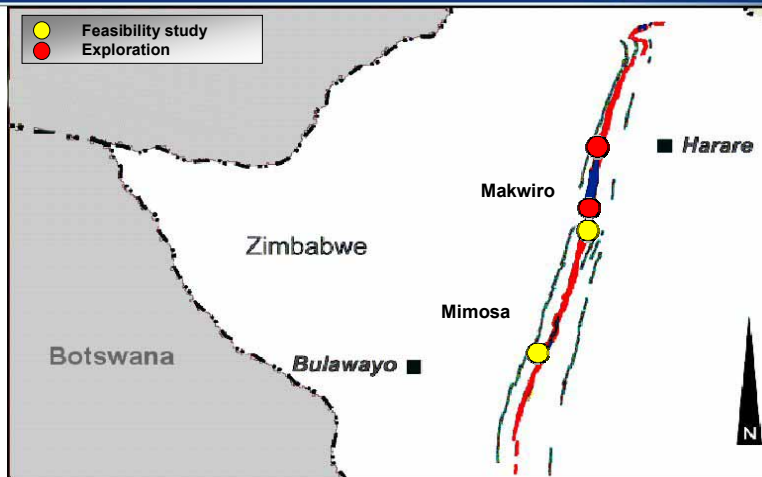 Feasibility study
Exploration
Harare
Makwiro
Zimbabwe
Mimosa
Botswana
Bulawayo
N